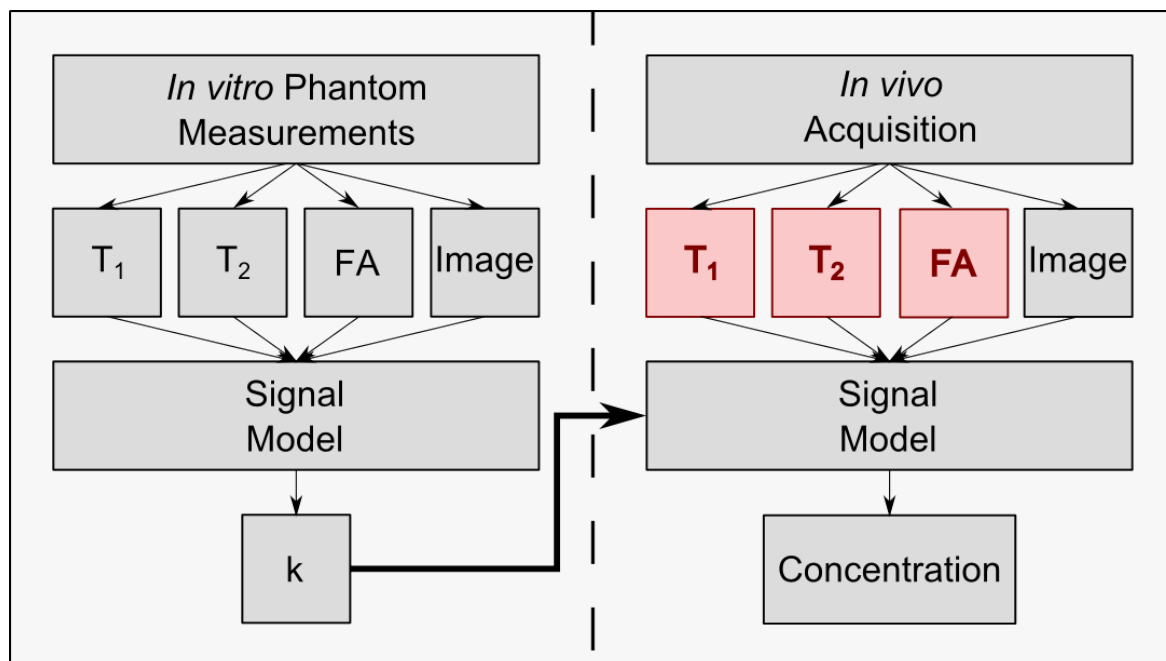 In vitro Phantom
Measurements
T₁
T₂
FA
Image
Signal
Model
k
In vivo
Acquisition
T₁
T₂
FA
Image
Signal
Model
Concentration